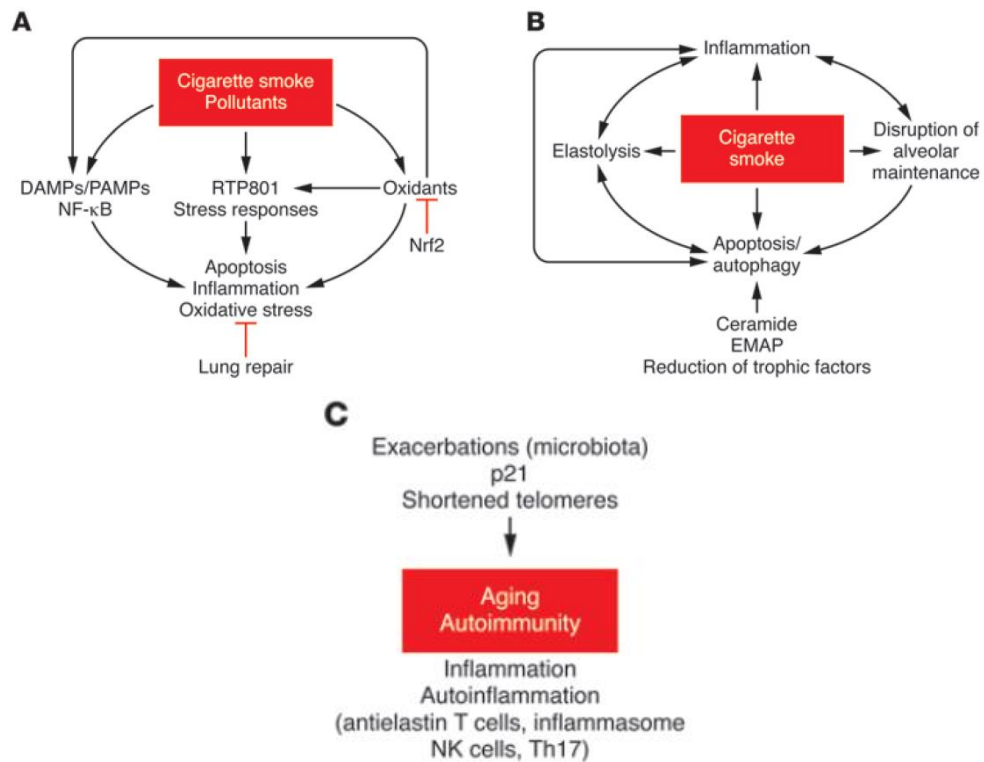 A
Cigarette smoke
Pollutants
DAMPs/PAMPs
NF-κB
RTP801
Stress responses
Oxidants
Nrf2
Apoptosis
Inflammation
Oxidative stress
Lung repair
B
Inflammation
Elastolysis
Cigarette
smoke
Disruption of
alveolar
maintenance
Apoptosis/
autophagy
Ceramide
EMAP
Reduction of trophic factors
C
Exacerbations (microbiota)
p21
Shortened telomeres
Aging
Autoimmunity
Inflammation
Autoinflammation
(antielastin T cells, inflammasome
NK cells, Th17)